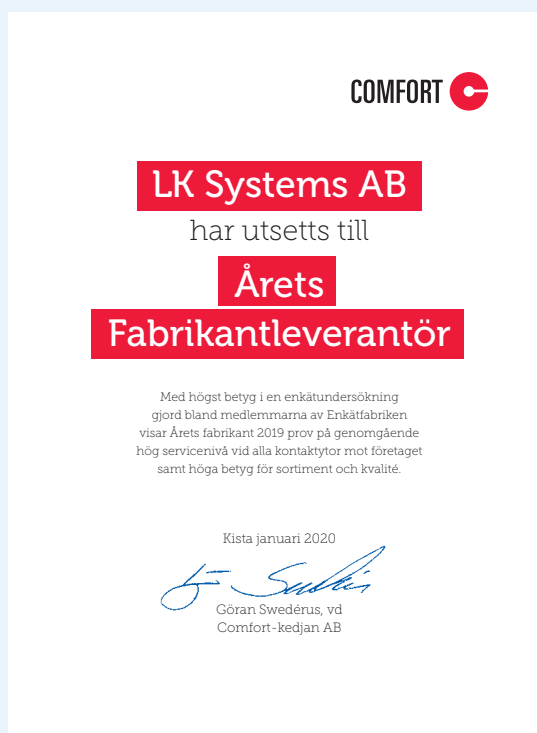 COMFORT
LK Systems AB
har utsetts till
Årets
Fabrikantleverantör
Med högst betyg i en enkätundersökning
gjord bland medlemmarna av Enkätfabriken
visar Årets fabrikant 2019 prov på genomgående
hög servicenivå vid alla kontaktytor mot företaget
samt höga betyg för sortiment och kvalité.
Kista januari 2020
Göran Swedérus, vd
Comfort-kedjan AB